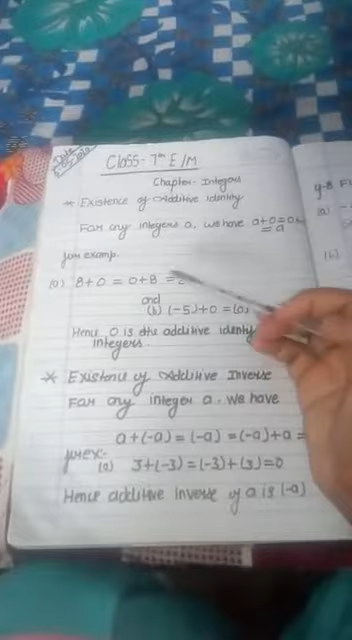 Class- 7th E/M
Chapter- Integers
* Existence of Additive Identity
For any integers a, we have a+0=0+
= a
for examp.
(a) 8+0 = 0+8 =
and
(b) (-5)+0 =
Hence 0 is the additive identity
integers.
* Existence of Additive Inverse
For any integer a. We have
a+(-a) = (-a) = (-a)+a =
for ex-
(a) 3+(-3) = (-3)+(3)=0
Hence additive inverse of a is (-a)
(a)
(b)